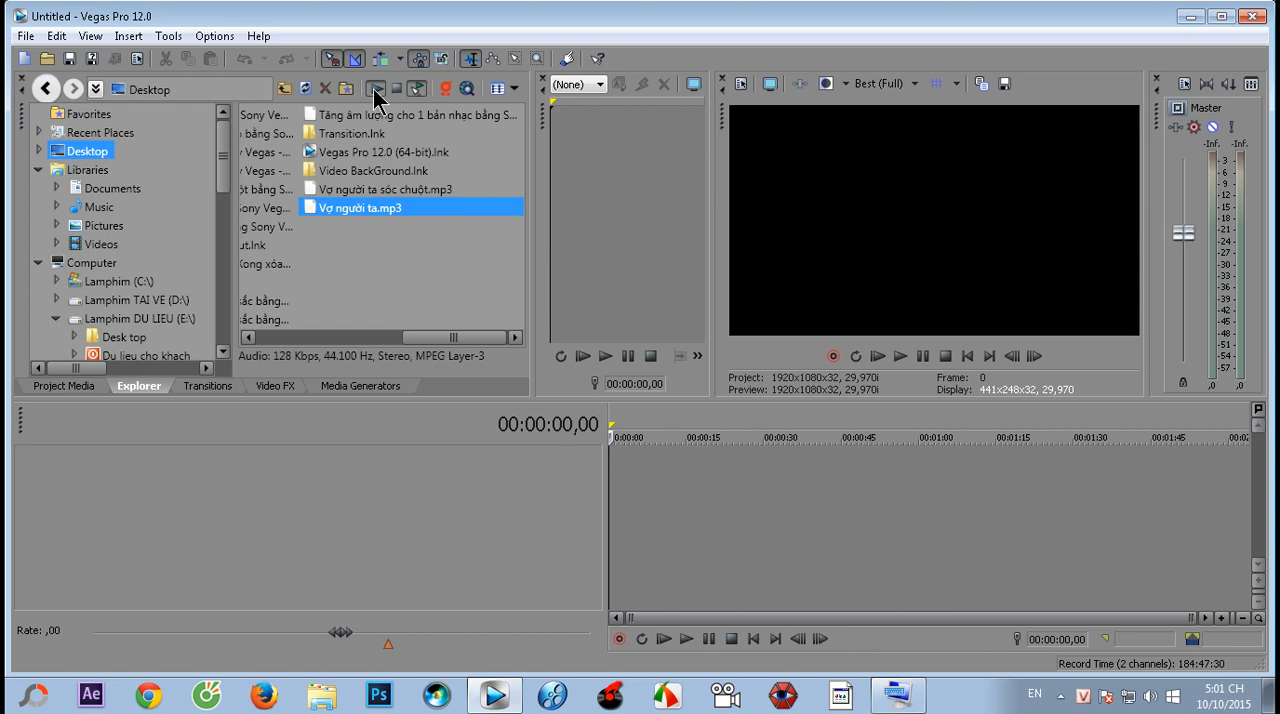 Untitled - Vegas Pro 12.0
File Edit View Insert Tools Options Help
Desktop
(None)
Best (Full)
Favorites
Recent Places
Desktop
Libraries
Documents
Music
Pictures
Videos
Computer
Lamphim (C:\)
Lamphim TAI VE (D:\)
Lamphim DU LIEU (E:\)
Desk top
Du lieu cho khach
Sony Ve...
bằng So...
Vegas -...
Vegas -...
ột bằng S...
Sony Veg...
g Sony V...
ut.lnk
Xong xóa...
sắc bằng...
sắc bằng...
Tăng âm lượng cho 1 bản nhạc bằng S...
Transition.lnk
Vegas Pro 12.0 (64-bit).lnk
Video BackGround.lnk
Vợ người ta sóc chuột.mp3
Vợ người ta.mp3
Audio: 128 Kbps, 44.100 Hz, Stereo, MPEG Layer-3
Project Media Explorer Transitions Video FX Media Generators
00:00:00,00
Project: 1920x1080x32, 29,970i
Preview: 1920x1080x32, 29,970i
Frame: 0
Display: 441x248x32, 29,970
Master
-Inf. -Inf.
- 3 -
- 6 -
- 9 -
-12-
-15-
-18-
-21-
-24-
-27-
-30-
-33-
-36-
-39-
-42-
-45-
-48-
-51-
-54-
-57-
,0 ,0
00:00:00,00
00:00:00 00:00:15 00:00:30 00:00:45 00:01:00 00:01:15 00:01:30 00:01:45 00:0
Rate: ,00
00:00:00,00
Record Time (2 channels): 184:47:30
Ae Ps EN V
5:01 CH
10/10/2015